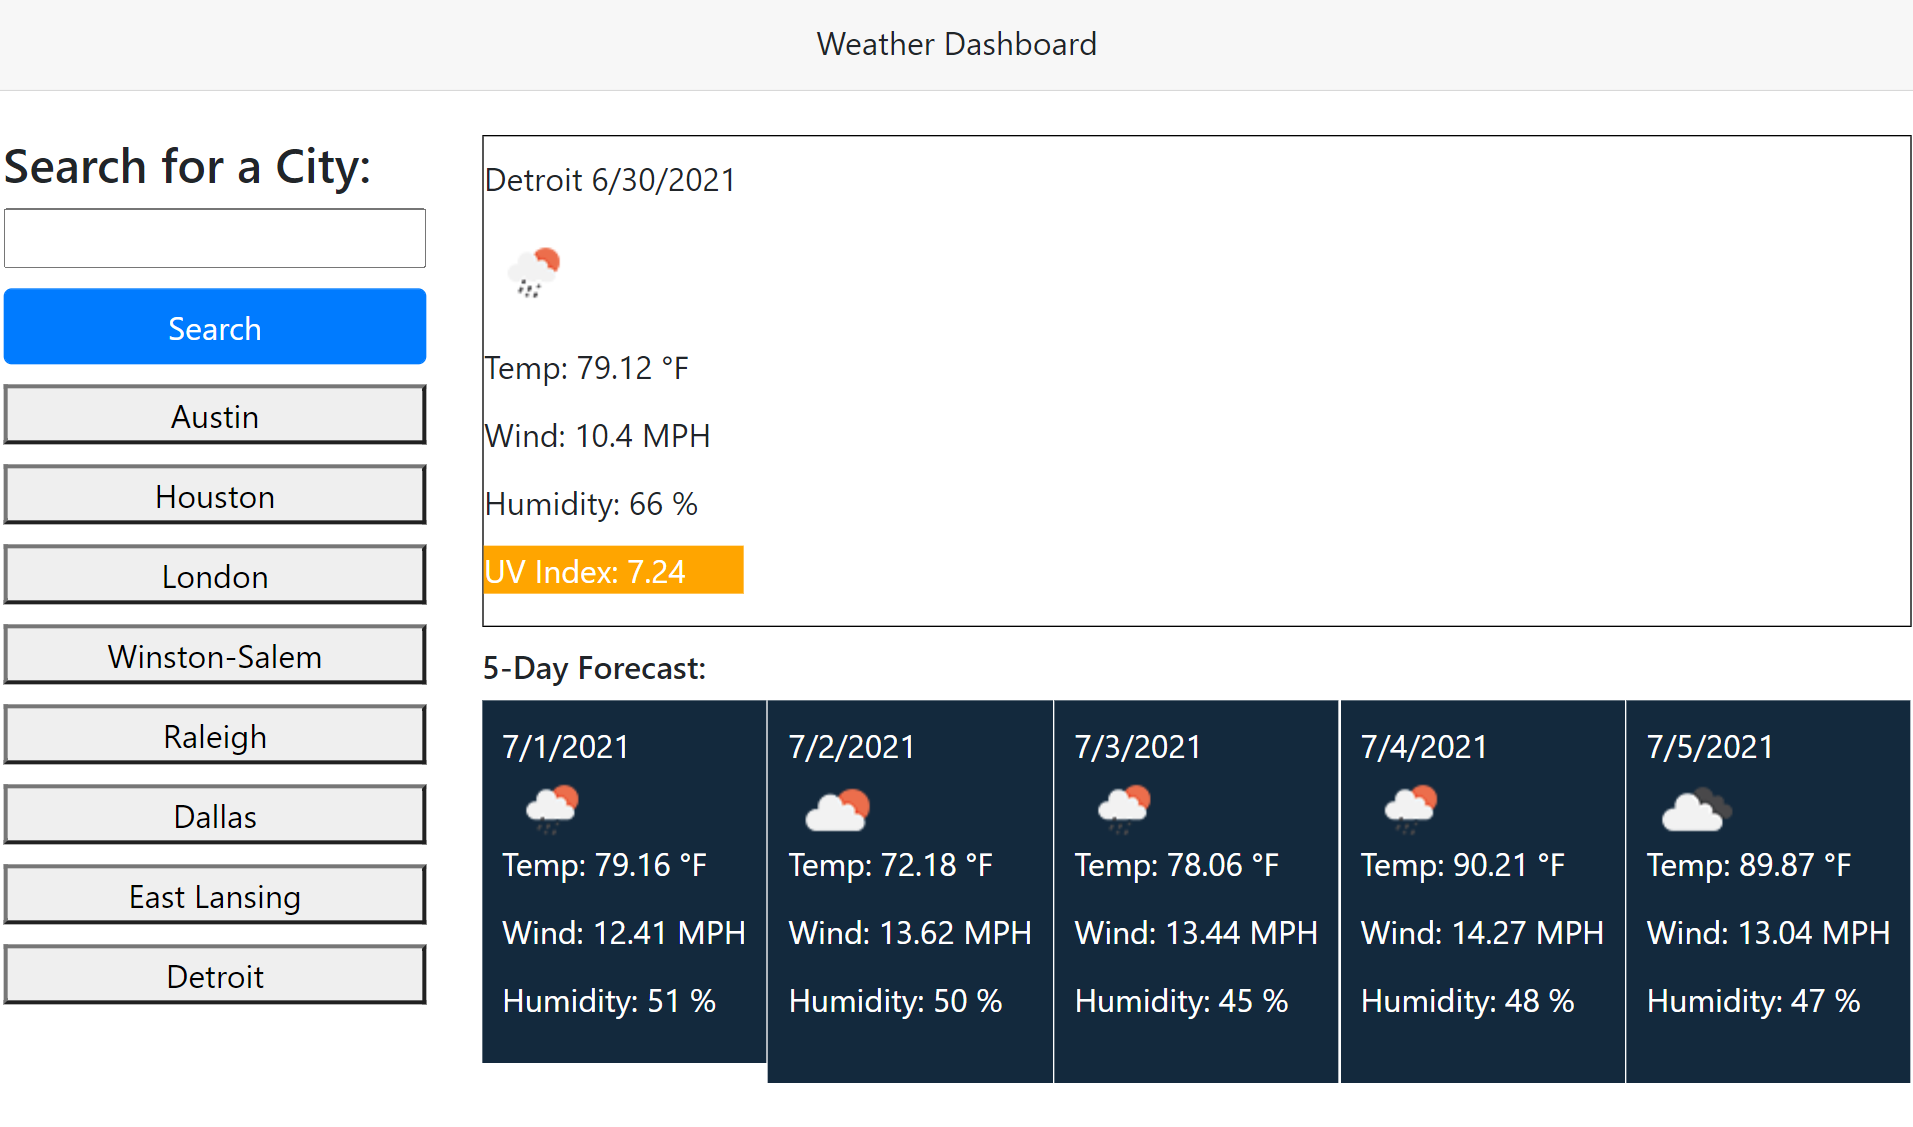 Weather Dashboard
Search for a City:
Search
Austin
Houston
London
Winston-Salem
Raleigh
Dallas
East Lansing
Detroit
Detroit 6/30/2021
Temp: 79.12 °F
Wind: 10.4 MPH
Humidity: 66 %
UV Index: 7.24
5-Day Forecast:
7/1/2021
Temp: 79.16 °F
Wind: 12.41 MPH
Humidity: 51 %
7/2/2021
Temp: 72.18 °F
Wind: 13.62 MPH
Humidity: 50 %
7/3/2021
Temp: 78.06 °F
Wind: 13.44 MPH
Humidity: 45 %
7/4/2021
Temp: 90.21 °F
Wind: 14.27 MPH
Humidity: 48 %
7/5/2021
Temp: 89.87 °F
Wind: 13.04 MPH
Humidity: 47 %